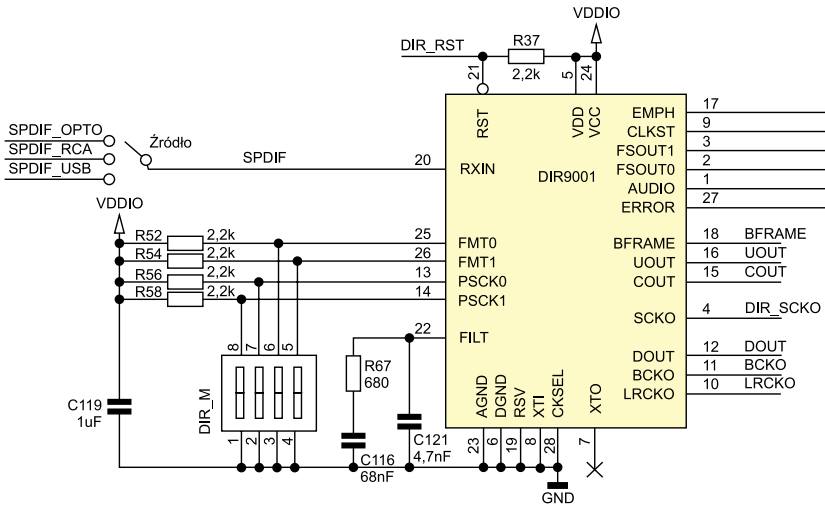 VDDIO
DIR_RST
R37
2,2k
21
5
24
RST
VDD
VCC
EMPH
17
CLKST
9
FSOUT1
3
FSOUT0
2
AUDIO
1
ERROR
27
SPDIF_OPTO
SPDIF_RCA
SPDIF_USB
Źródło
SPDIF
20
RXIN
DIR9001
VDDIO
R52
2,2k
25
FMT0
R54
2,2k
26
FMT1
R56
2,2k
13
PSCK0
R58
2,2k
14
PSCK1
BFRAME
18
BFRAME
UOUT
16
UOUT
COUT
15
COUT
SCKO
4
DIR_SCKO
22
FILT
DOUT
12
DOUT
BCKO
11
BCKO
LRCKO
10
LRCKO
8
7
6
5
DIR_M
1
2
3
4
R67
680
C119
1uF
C116
68nF
C121
4,7nF
AGND
DGND
RSV
XTI
CKSEL
XTO
23
6
19
8
28
7
GND